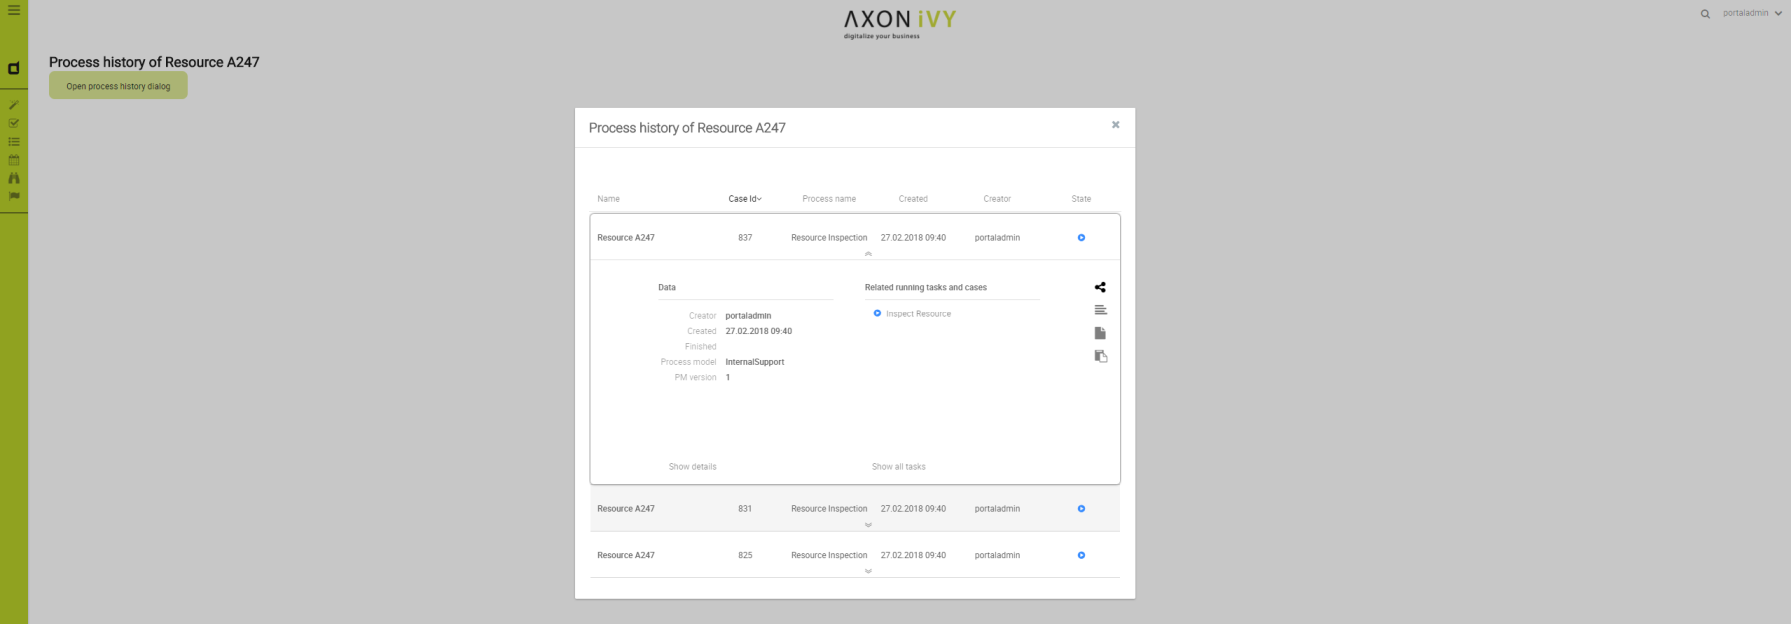 AXON iVY
digitalize your business
portaladmin
Process history of Resource A247
Open process history dialog
Process history of Resource A247
Name Case Id Process name Created Creator State
Resource A247 837 Resource Inspection 27.02.2018 09:40 portaladmin
Data Related running tasks and cases
Creator portaladmin Inspect Resource
Created 27.02.2018 09:40
Finished
Process model InternalSupport
PM version 1
Show details Show all tasks
Resource A247 831 Resource Inspection 27.02.2018 09:40 portaladmin
Resource A247 825 Resource Inspection 27.02.2018 09:40 portaladmin